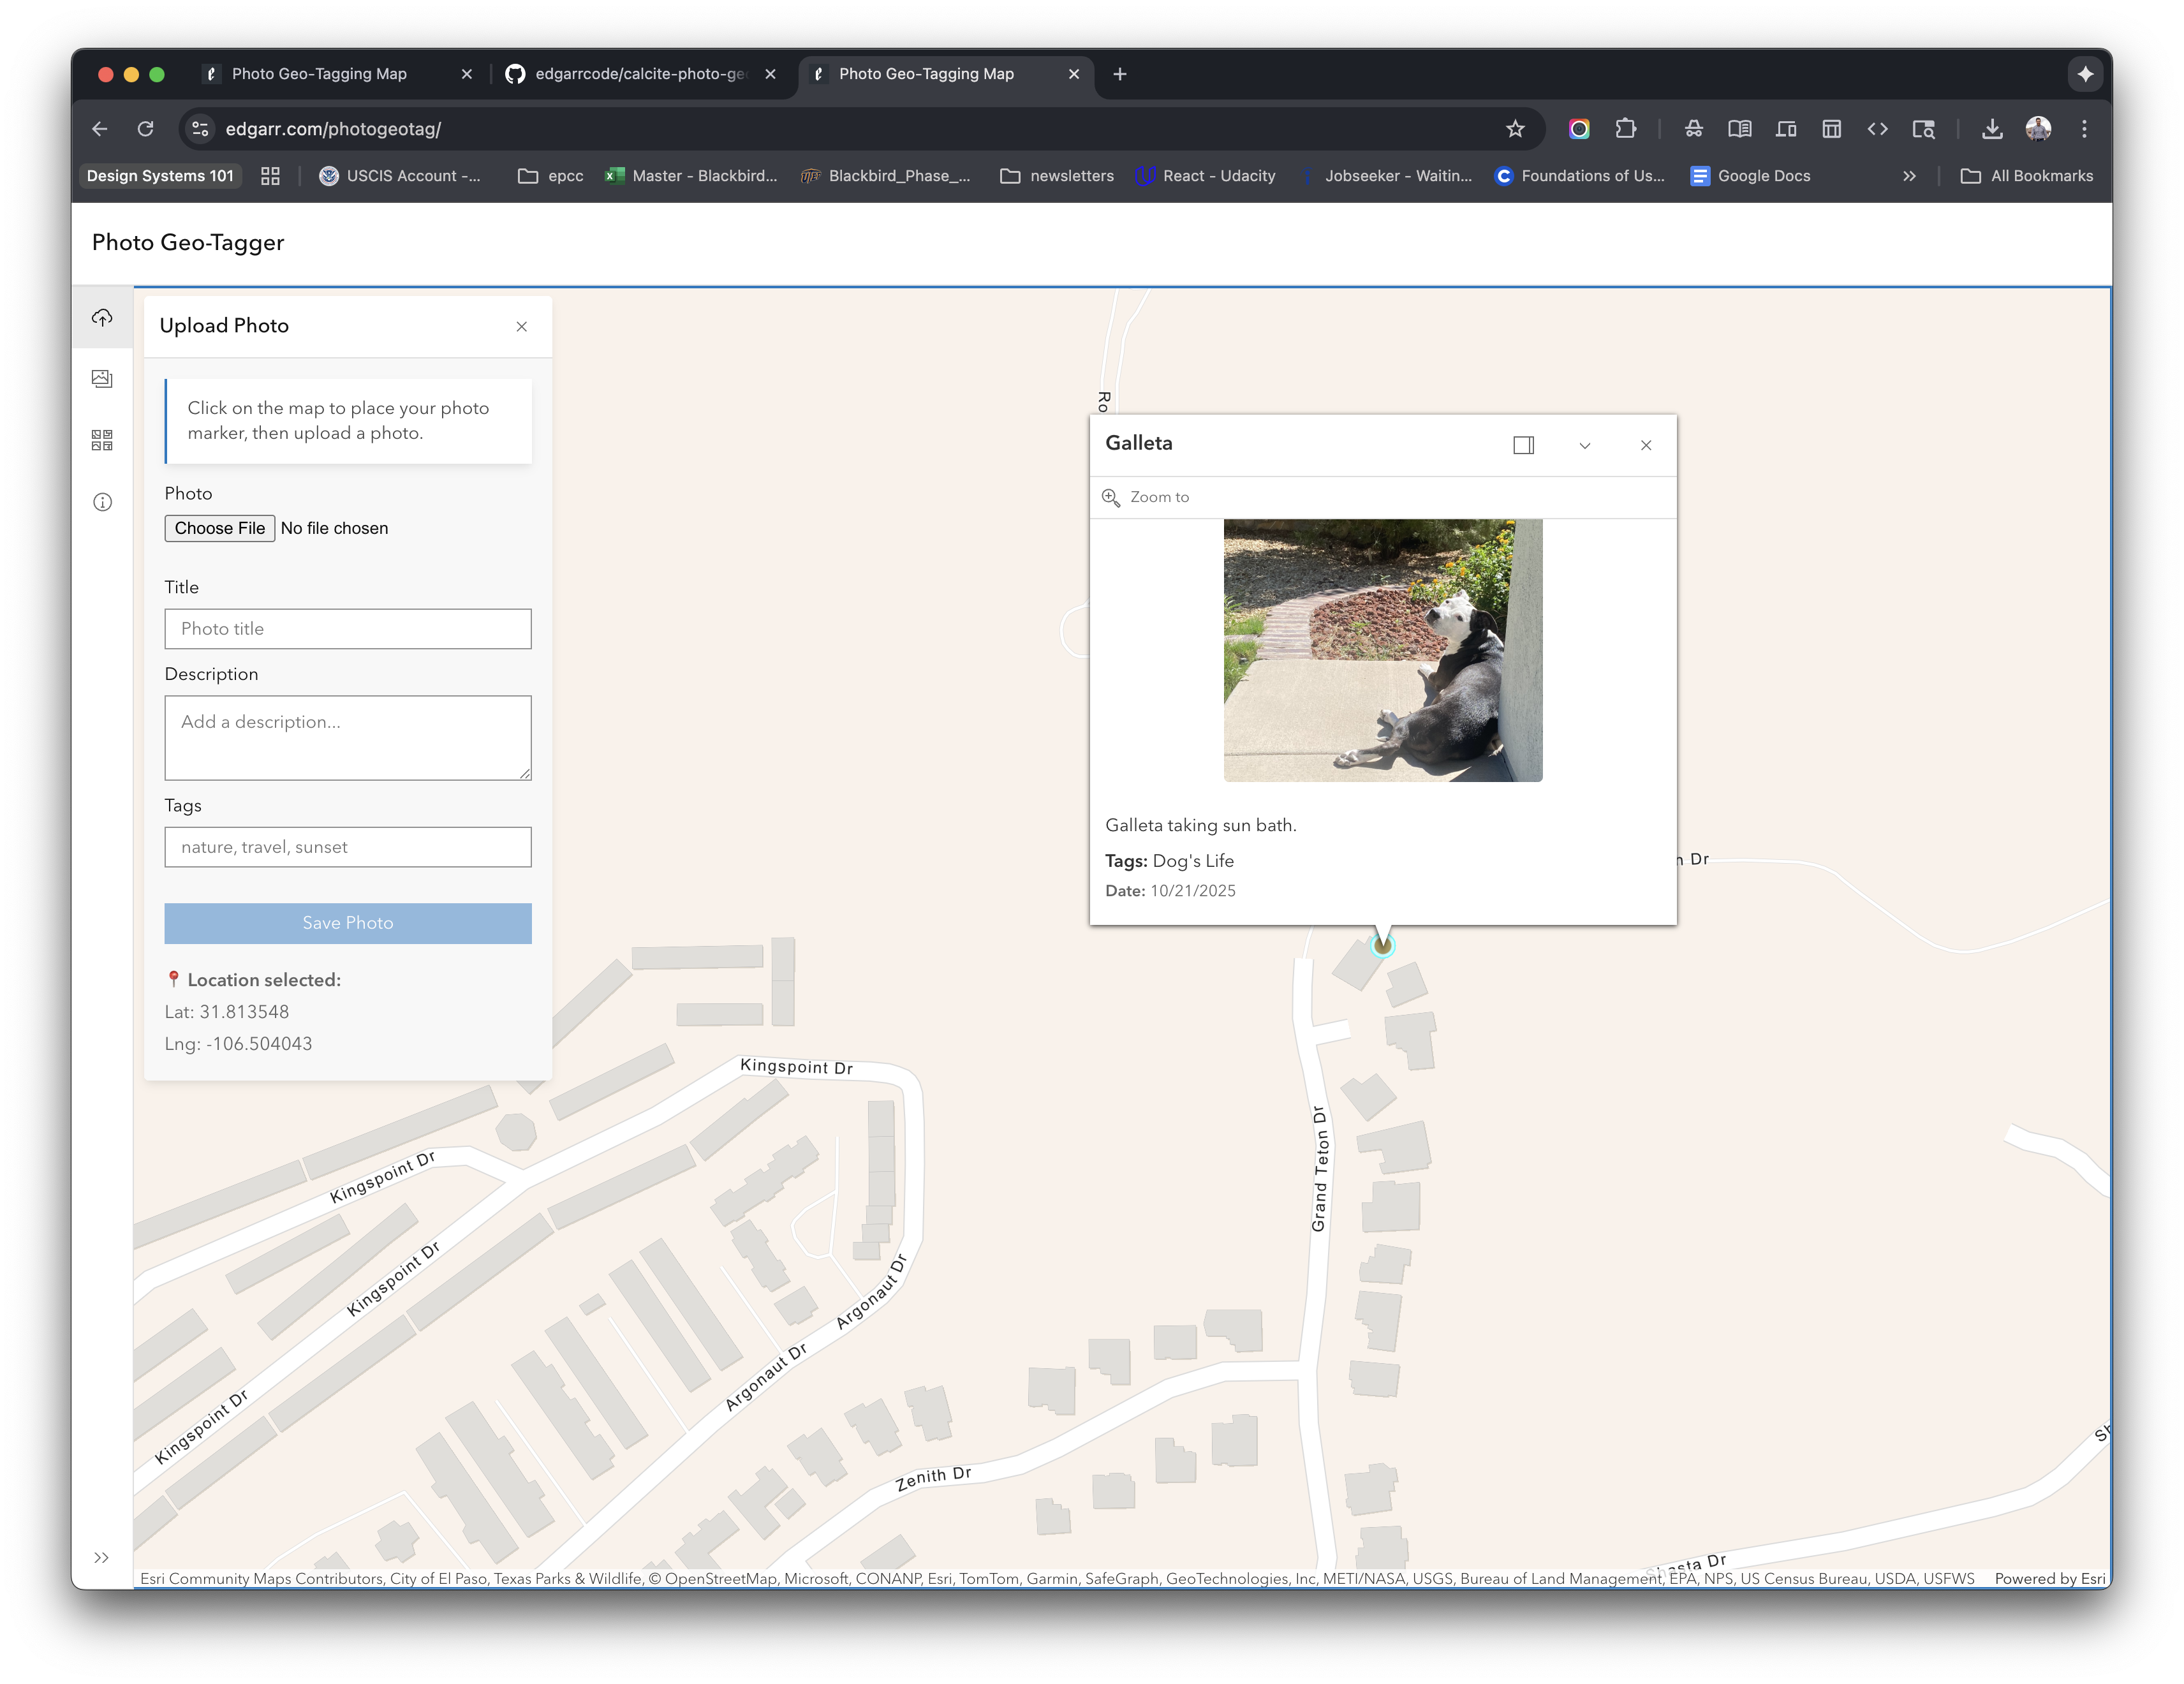 Photo Geo-Tagging Map
edgarrcode/calcite-photo-ge
Photo Geo-Tagging Map
edgarr.com/photogeotag/
Design Systems 101
USCIS Account -...
epcc
Master - Blackbird...
Blackbird_Phase_...
newsletters
React - Udacity
Jobseeker - Waitin...
Foundations of Us...
Google Docs
All Bookmarks
Photo Geo-Tagger
Upload Photo
Click on the map to place your photo
marker, then upload a photo.
Photo
Choose File No file chosen
Title
Photo title
Description
Add a description...
Tags
nature, travel, sunset
Save Photo
Location selected:
Lat: 31.813548
Lng: -106.504043
Ro
Galleta
Zoom to
Galleta taking sun bath.
Tags: Dog's Life
Date: 10/21/2025
n Dr
Kingspoint Dr
Kingspoint Dr
Kingspoint Dr
Kingspoint Dr
Argonaut Dr
Argonaut Dr
Grand Teton Dr
Zenith Dr
Sh
Shasta Dr
Esri Community Maps Contributors, City of El Paso, Texas Parks & Wildlife, © OpenStreetMap, Microsoft, CONANP, Esri, TomTom, Garmin, SafeGraph, GeoTechnologies, Inc, METI/NASA, USGS, Bureau of Land Management, EPA, NPS, US Census Bureau, USDA, USFWS
Powered by Esri